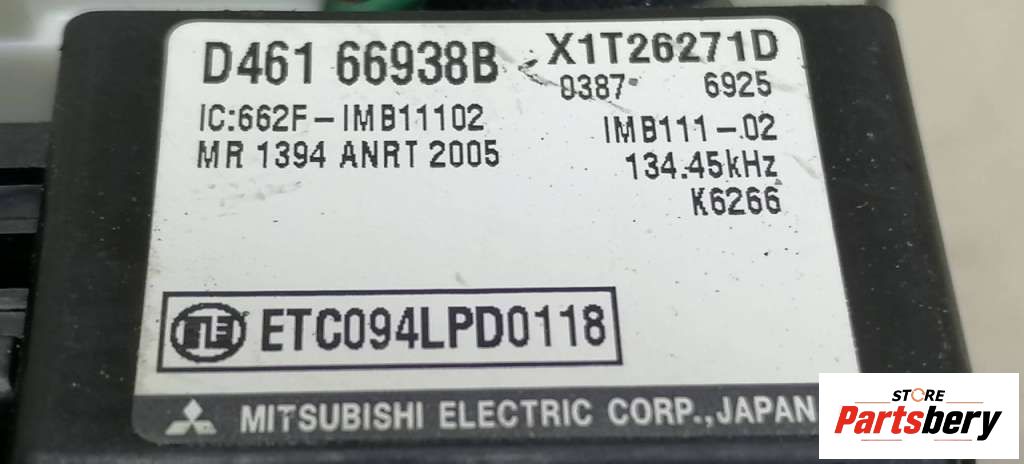 D461 66938B X1T26271D
0387 6925
IC:662F-IMB11102 IMB111-02
MR 1394 ANRT 2005 134.45kHz
K6266
ETC094LPD0118
MITSUBISHI ELECTRIC CORP.,JAPAN
STORE
Partsbery